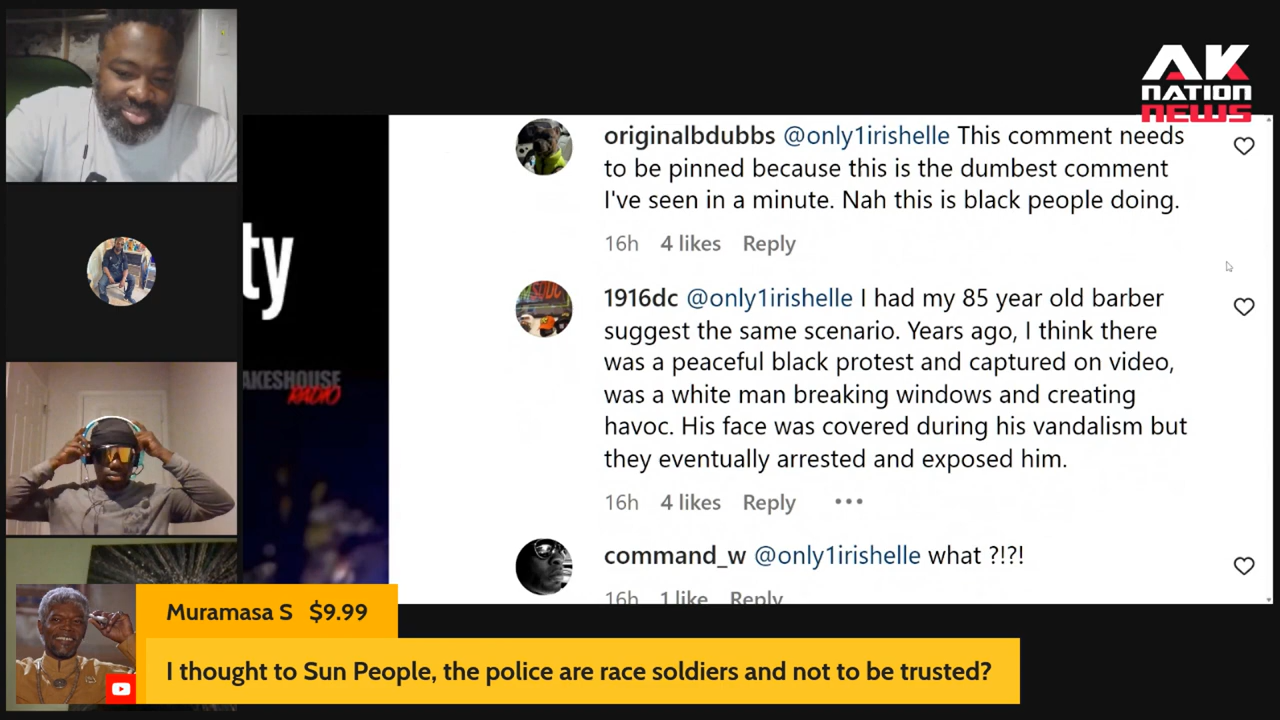 AK
NATION
NEWS
originalbdubbs @only1irishelle This comment needs
to be pinned because this is the dumbest comment
I've seen in a minute. Nah this is black people doing.
16h 4 likes Reply
ty
AKESHOUSE
RADIO
1916dc @only1irishelle I had my 85 year old barber
suggest the same scenario. Years ago, I think there
was a peaceful black protest and captured on video,
was a white man breaking windows and creating
havoc. His face was covered during his vandalism but
they eventually arrested and exposed him.
16h 4 likes Reply •••
command_w @only1irishelle what ?!?!
16h 1 like Reply
Muramasa S $9.99
I thought to Sun People, the police are race soldiers and not to be trusted?